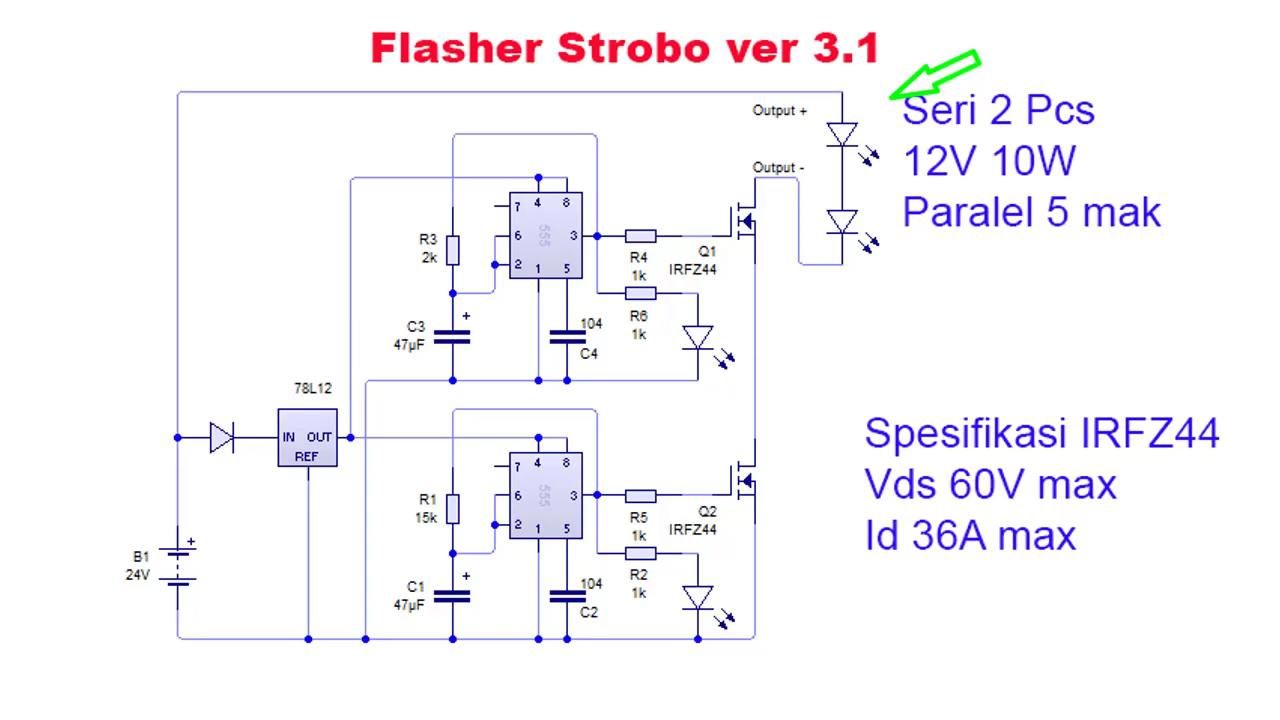 Flasher Strobo ver 3.1
Output +
Seri 2 Pcs
12V 10W
Paralel 5 mak
Output -
7
4
8
6
555
3
2
1
5
R3
2k
R4
1k
Q1
IRFZ44
R6
1k
C3
47µF
+
104
C4
78L12
IN OUT
REF
7
4
8
6
555
3
2
1
5
R1
15k
R5
1k
Q2
IRFZ44
R2
1k
C1
47µF
+
104
C2
B1
24V
+
Spesifikasi IRFZ44
Vds 60V max
Id 36A max